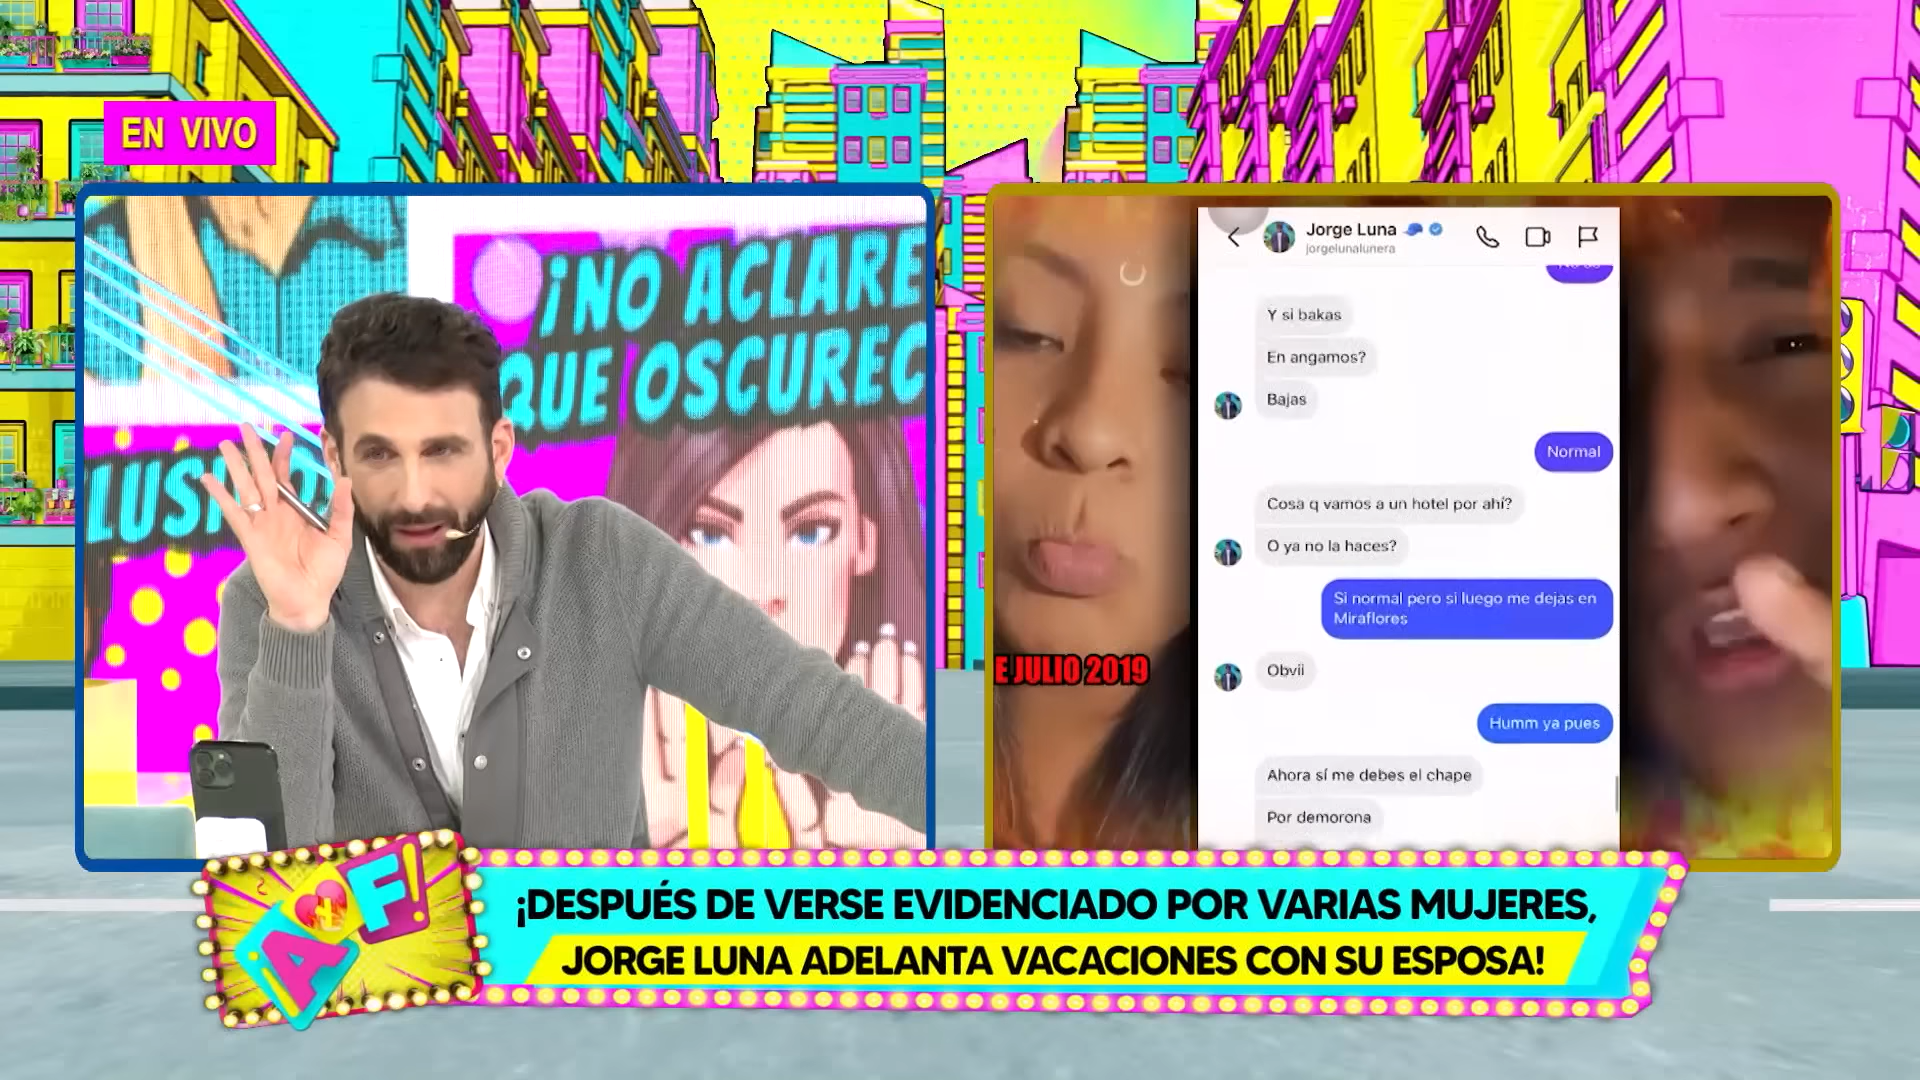 EN VIVO
¡NO ACLARE
QUE OSCUREC
LUSI
Jorge Luna
jorgelunalunera
Y si bakas
En angamos?
Bajas
Normal
Cosa q vamos a un hotel por ahí?
O ya no la haces?
Si normal pero si luego me dejas en
Miraflores
Obvii
Humm ya pues
Ahora sí me debes el chape
Por demorona
E JULIO 2019
¡A F!
¡DESPUÉS DE VERSE EVIDENCIADO POR VARIAS MUJERES,
JORGE LUNA ADELANTA VACACIONES CON SU ESPOSA!